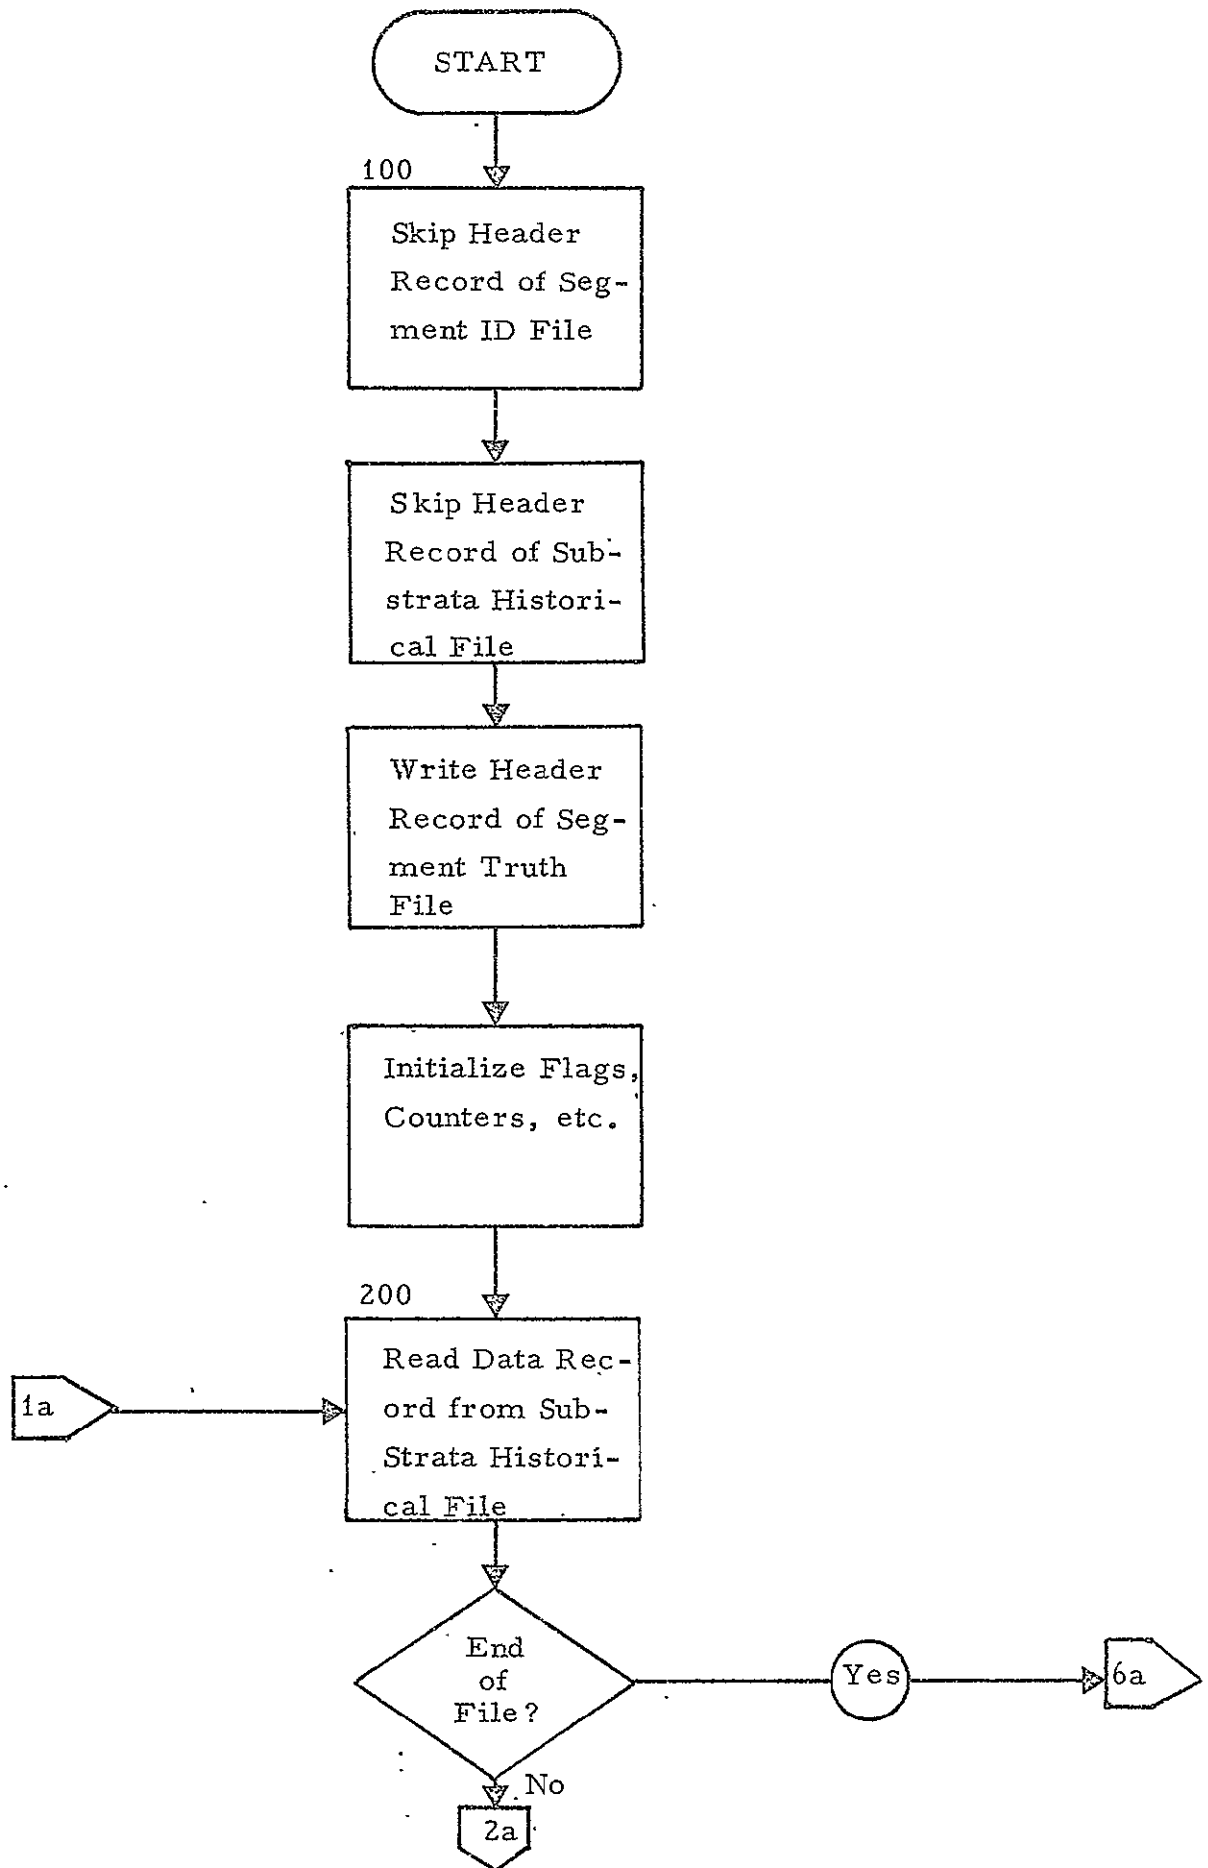 START
100
Skip Header
Record of Seg-
ment ID File
Skip Header
Record of Sub-
strata Histori-
cal File
Write Header
Record of Seg-
ment Truth
File
Initialize Flags,
Counters, etc.
200
Read Data Rec-
ord from Sub-
Strata Histori-
cal File
1a
End
of
File?
Yes
6a
No
2a